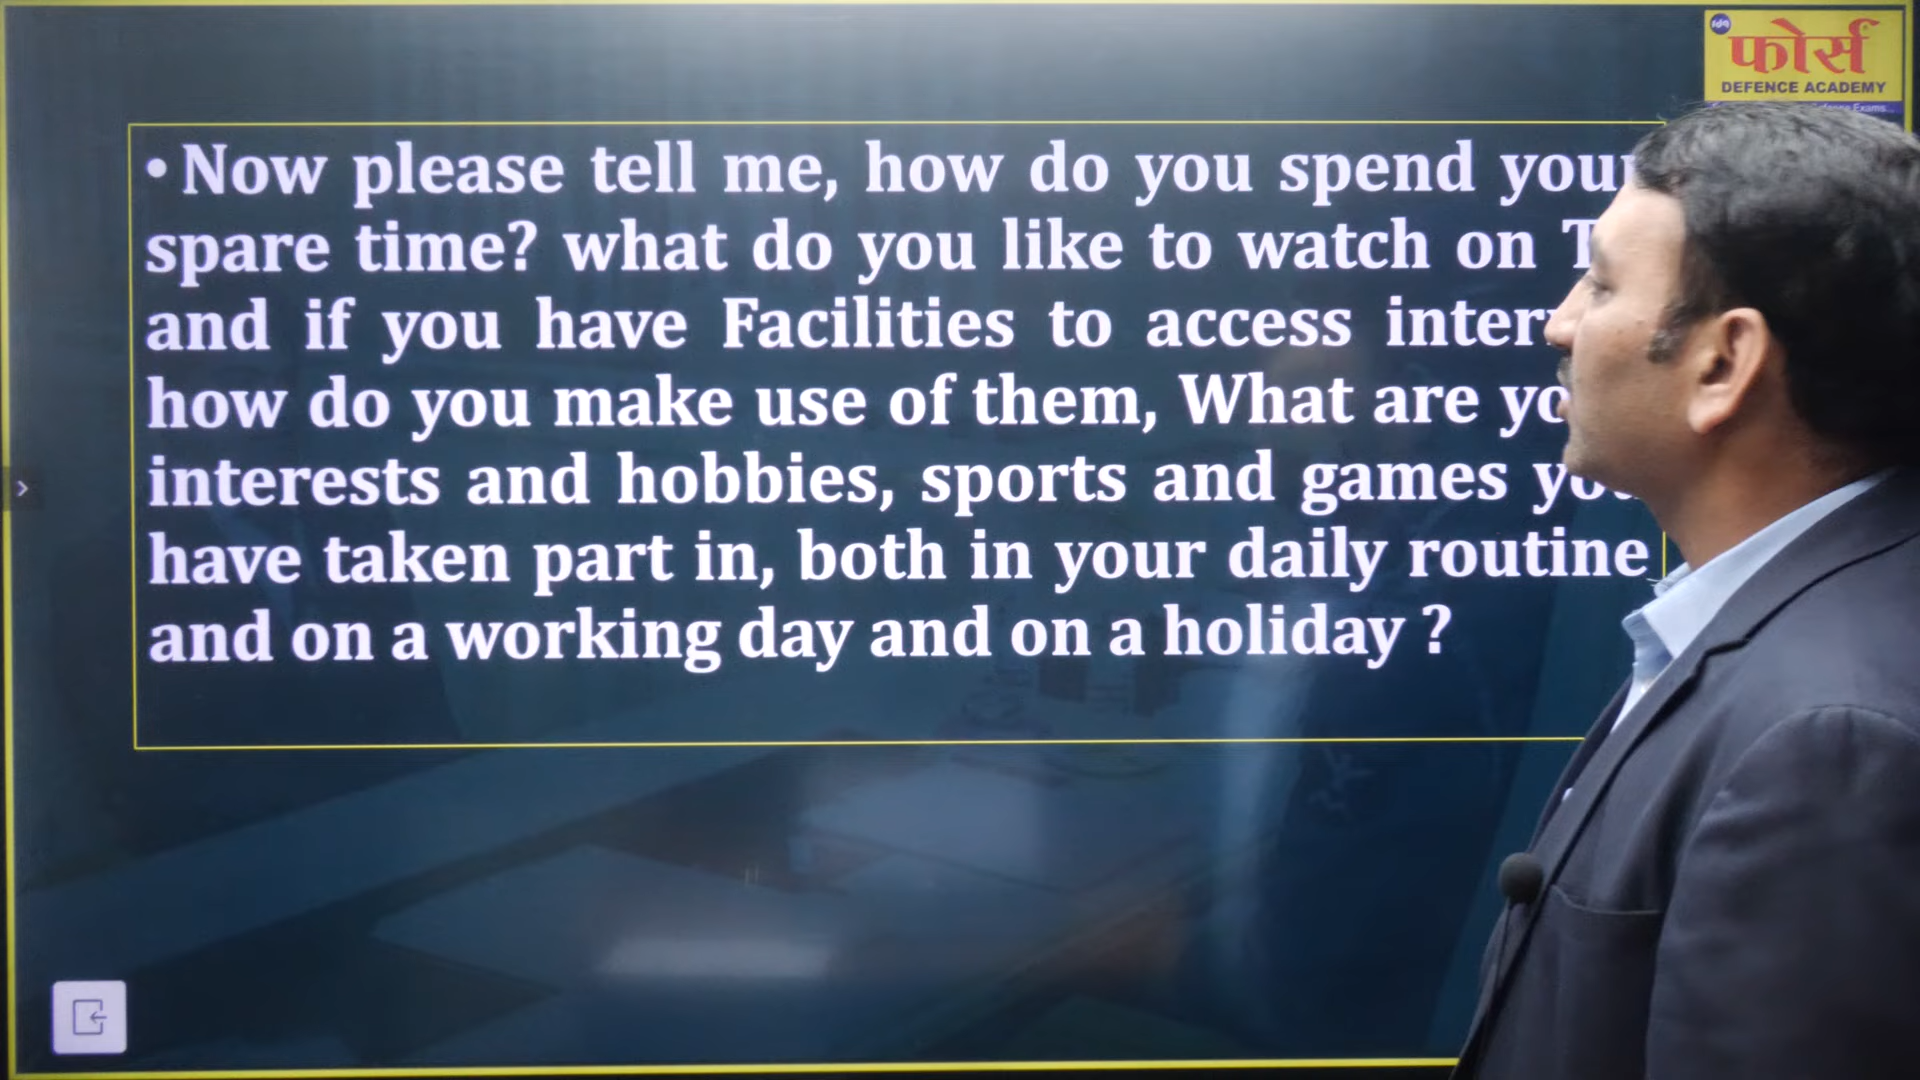 फोर्स
DEFENCE ACADEMY
• Now please tell me, how do you spend your
spare time? what do you like to watch on
and if you have Facilities to access
how do you make use of them, What are
interests and hobbies, sports and games you
have taken part in, both in your daily routine
and on a working day and on a holiday ?